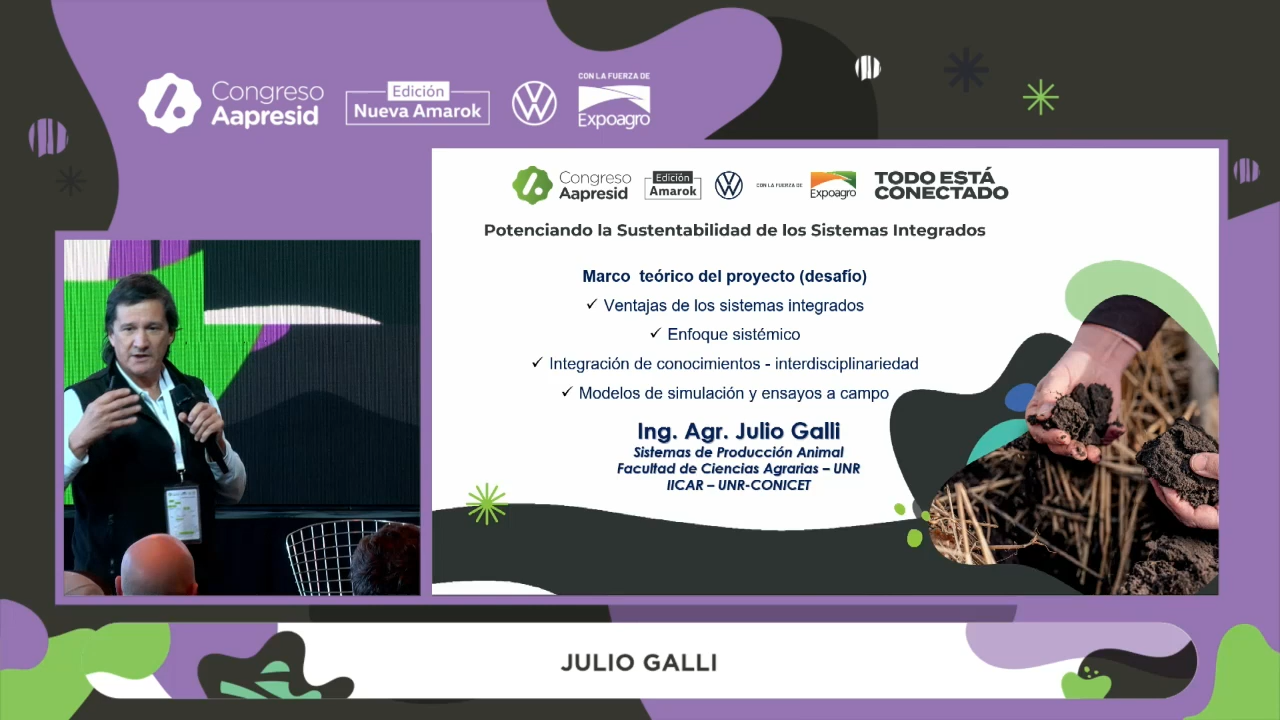 Congreso
Aapresid
Edición
Nueva Amarok
CON LA FUERZA DE
Expoagro
Congreso
Aapresid
Edición
Amarok
CON LA FUERZA DE
Expoagro
TODO ESTÁ
CONECTADO
Potenciando la Sustentabilidad de los Sistemas Integrados
Marco teórico del proyecto (desafío)
✓ Ventajas de los sistemas integrados
✓ Enfoque sistémico
✓ Integración de conocimientos - interdisciplinariedad
✓ Modelos de simulación y ensayos a campo
Ing. Agr. Julio Galli
Sistemas de Producción Animal
Facultad de Ciencias Agrarias – UNR
IICAR – UNR-CONICET
JULIO GALLI